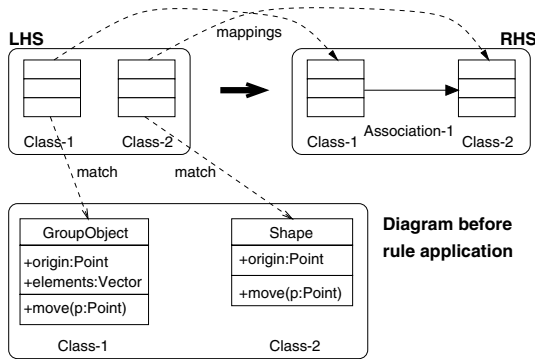 LHS
mappings
RHS
Class-1
Class-2
Class-1
Association-1
Class-2
match
match
GroupObject
+origin:Point
+elements:Vector
+move(p:Point)
Class-1
Shape
+origin:Point
+move(p:Point)
Class-2
Diagram before
rule application